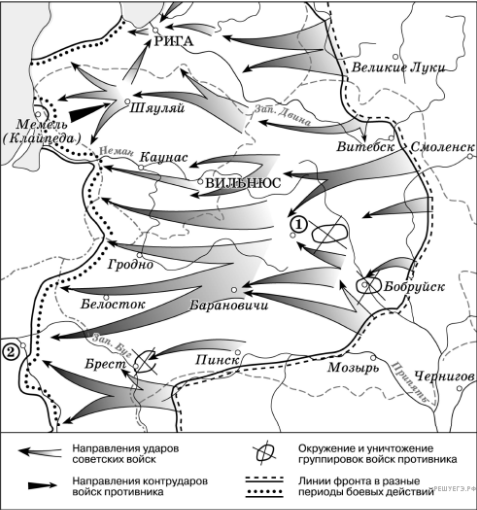 РИГА
Великие Луки
Шяуляй
Зап. Двина
Мемель
(Клайпеда)
Витебск
Смоленск
Неман
Каунас
ВИЛЬНЮС
1
Гродно
Бобруйск
Белосток
Барановичи
2
Зап. Буг
Брест
Пинск
Мозырь
Припять
Чернигов
Направления ударов
советских войск
Направления контрударов
войск противника
Окружение и уничтожение
группировок войск противника
Линии фронта в разные
периоды боевых действий
РЕШУЕГЭ.РФ